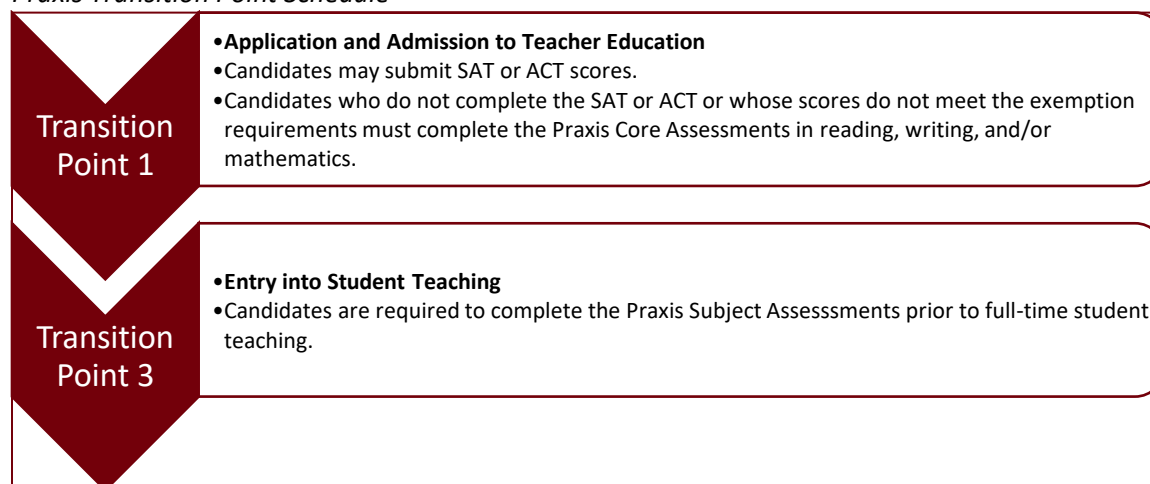 Praxis Transition Point Schedule
Transition
Point 1
•Application and Admission to Teacher Education
•Candidates may submit SAT or ACT scores.
•Candidates who do not complete the SAT or ACT or whose scores do not meet the exemption
requirements must complete the Praxis Core Assessments in reading, writing, and/or
mathematics.
Transition
Point 3
•Entry into Student Teaching
•Candidates are required to complete the Praxis Subject Assesssments prior to full-time student
teaching.